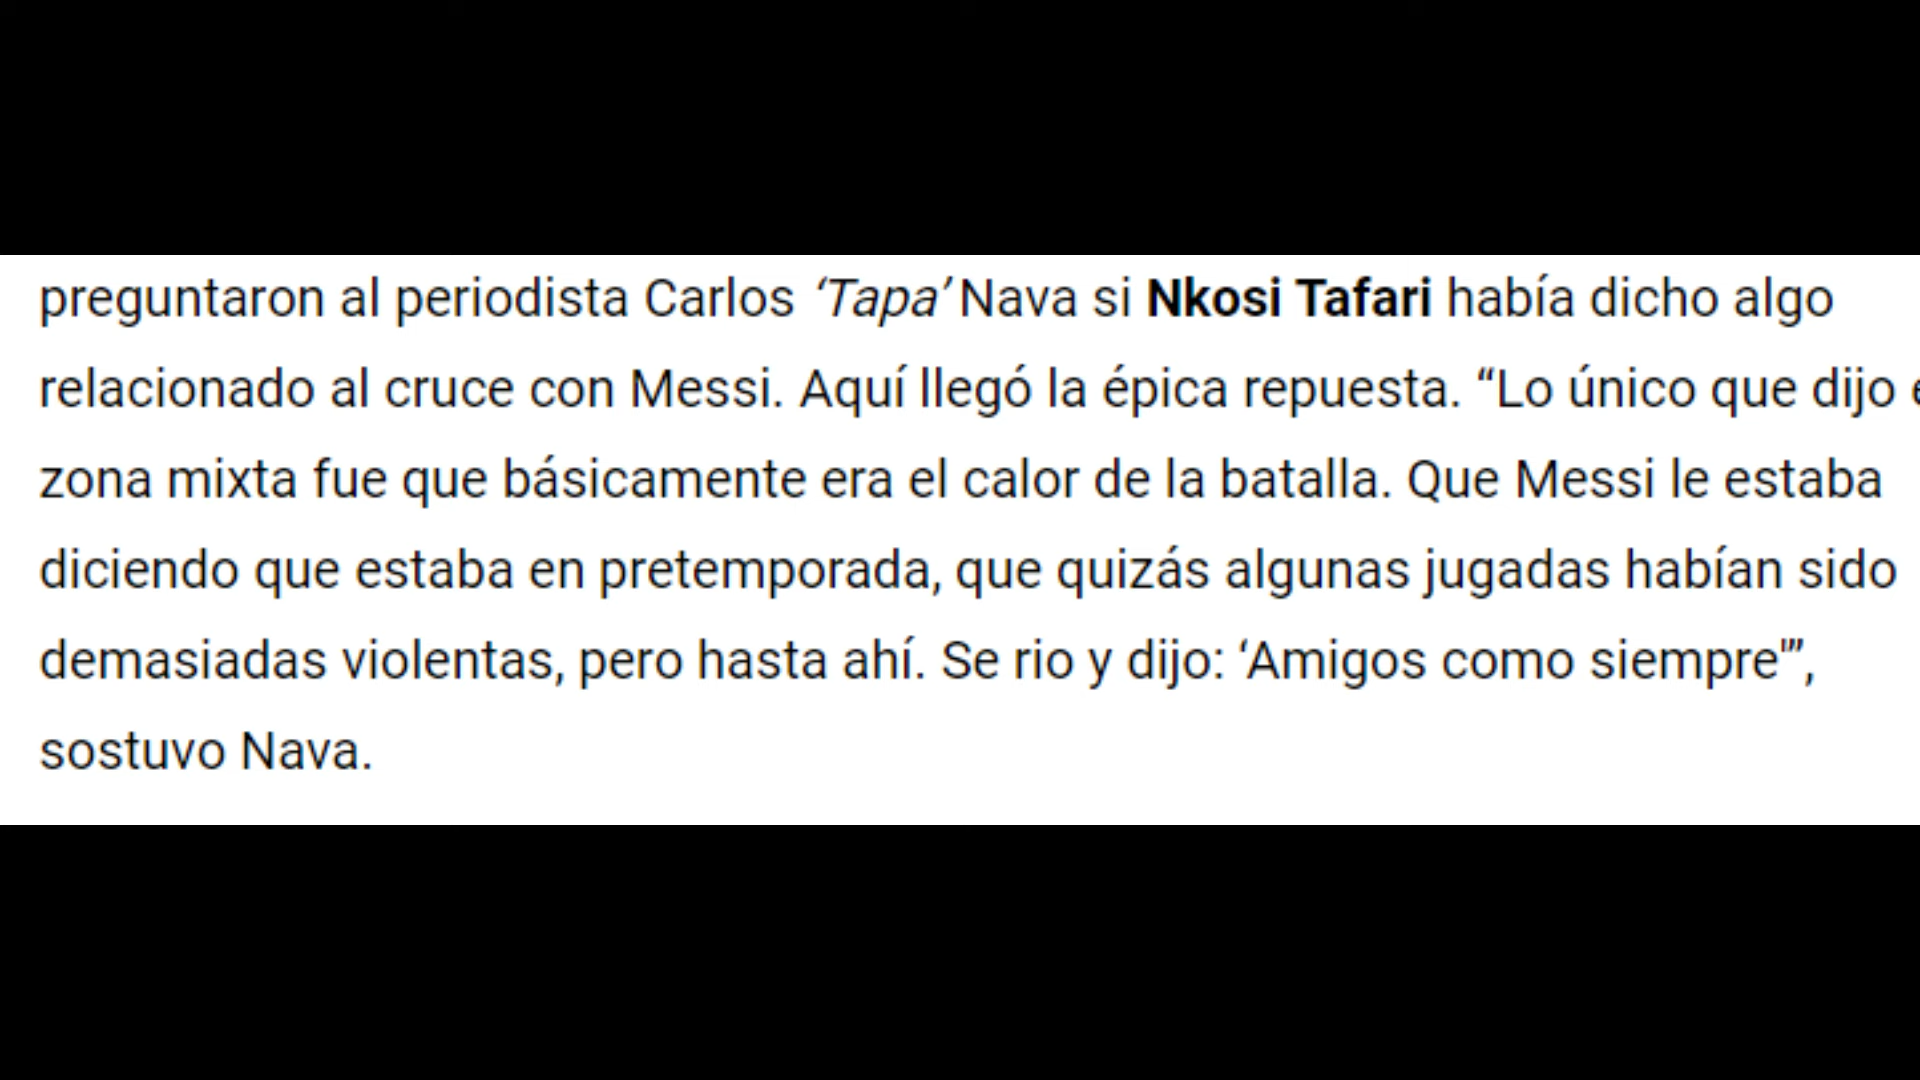 preguntaron al periodista Carlos ‘Tapa’ Nava si Nkosi Tafari había dicho algo
relacionado al cruce con Messi. Aquí llegó la épica repuesta. “Lo único que dijo
zona mixta fue que básicamente era el calor de la batalla. Que Messi le estaba
diciendo que estaba en pretemporada, que quizás algunas jugadas habían sido
demasiadas violentas, pero hasta ahí. Se rio y dijo: ‘Amigos como siempre’”,
sostuvo Nava.